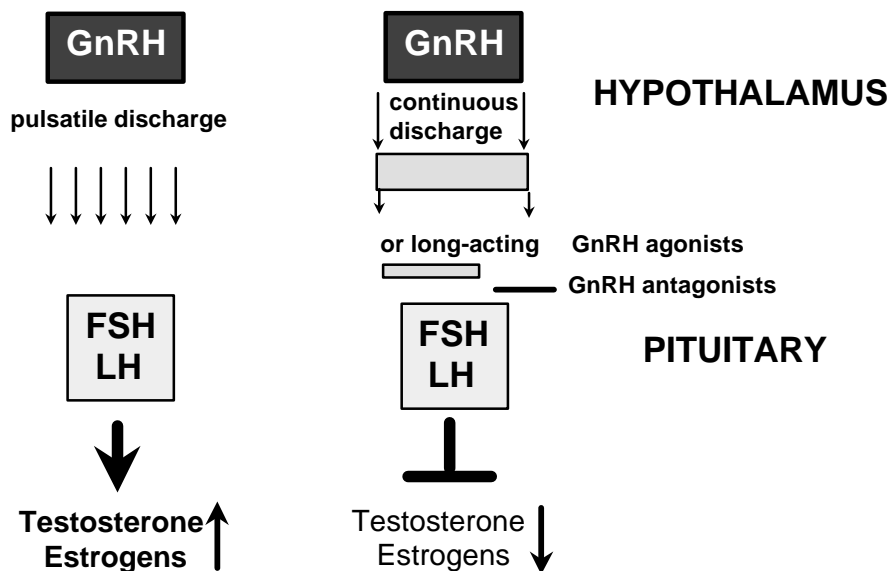 GnRH
pulsatile discharge
FSH
LH
Testosterone
Estrogens
GnRH
continuous
discharge
HYPOTHALAMUS
or long-acting GnRH agonists
GnRH antagonists
FSH
LH
PITUITARY
Testosterone
Estrogens